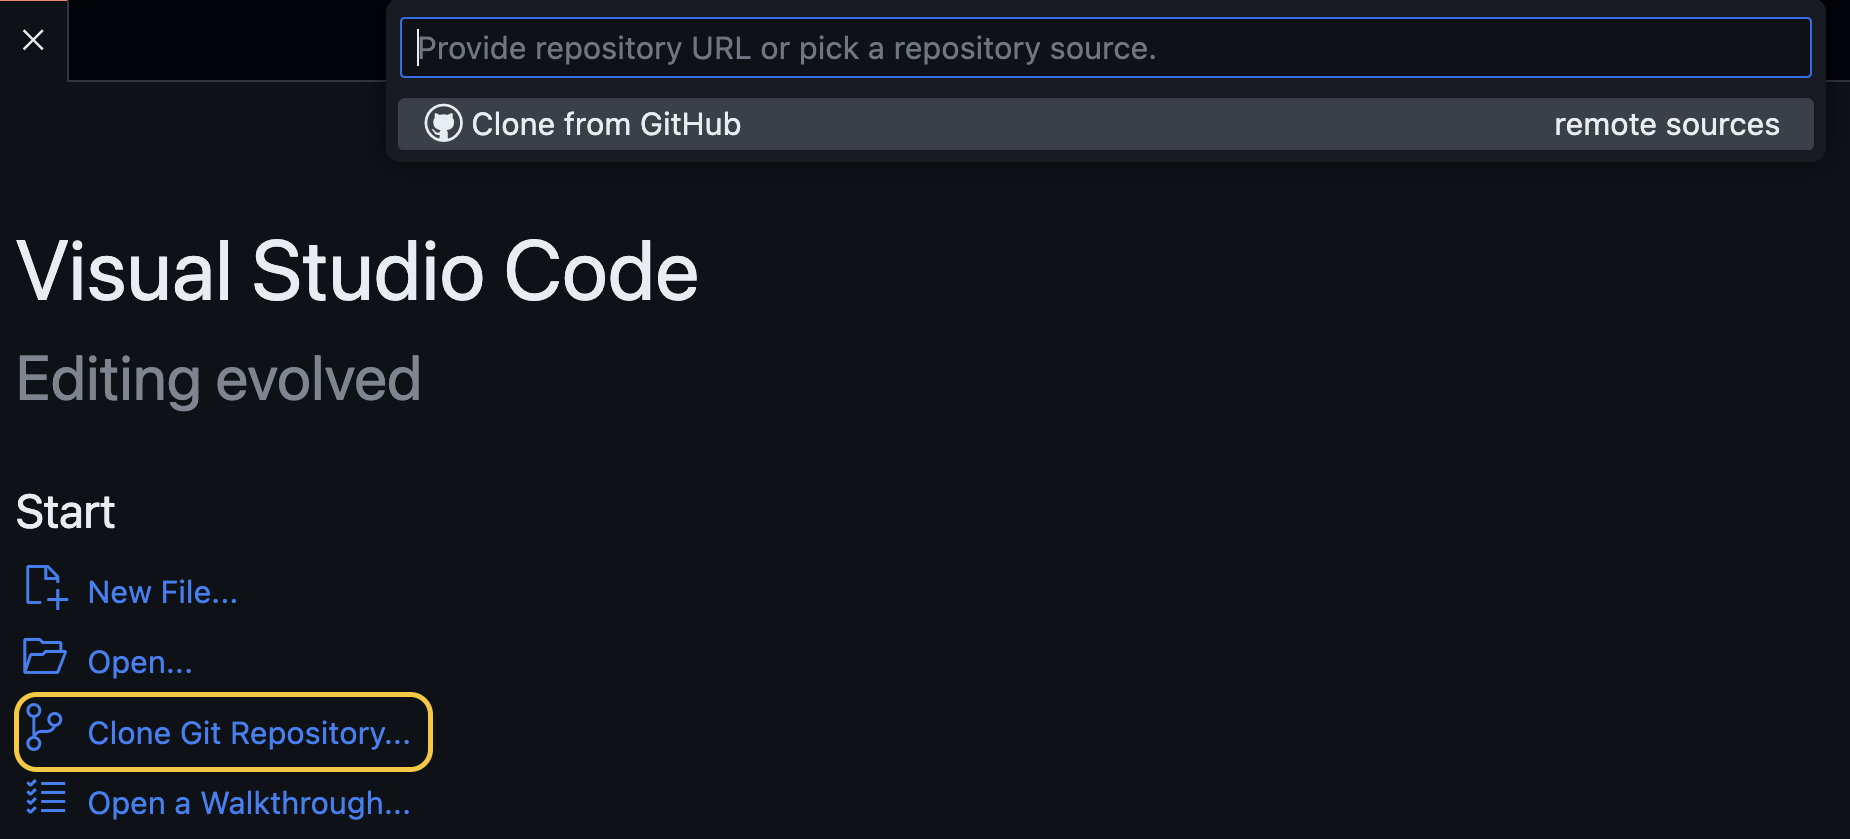 Provide repository URL or pick a repository source.
Clone from GitHub remote sources
Visual Studio Code
Editing evolved
Start
New File...
Open...
Clone Git Repository...
Open a Walkthrough...